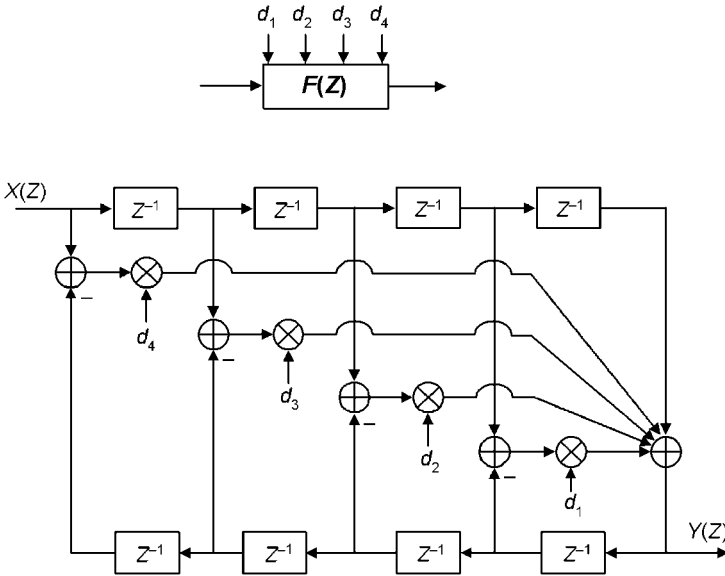 d₁ d₂ d₃ d₄
F(Z)
X(Z)
Z⁻¹ Z⁻¹ Z⁻¹ Z⁻¹
–
d₄
–
d₃
–
d₂
–
d₁
Y(Z)
Z⁻¹ Z⁻¹ Z⁻¹ Z⁻¹